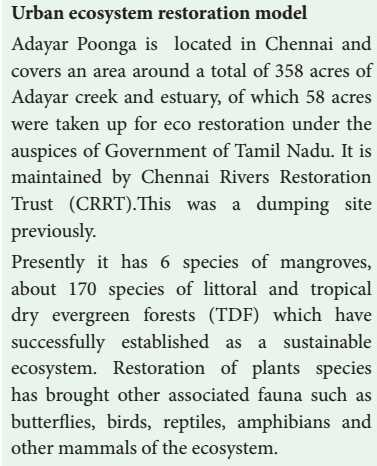 Urban ecosystem restoration model
Adayar Poonga is located in Chennai and
covers an area around a total of 358 acres of
Adayar creek and estuary, of which 58 acres
were taken up for eco restoration under the
auspices of Government of Tamil Nadu. It is
maintained by Chennai Rivers Restoration
Trust (CRRT).This was a dumping site
previously.
Presently it has 6 species of mangroves,
about 170 species of littoral and tropical
dry evergreen forests (TDF) which have
successfully established as a sustainable
ecosystem. Restoration of plants species
has brought other associated fauna such as
butterflies, birds, reptiles, amphibians and
other mammals of the ecosystem.